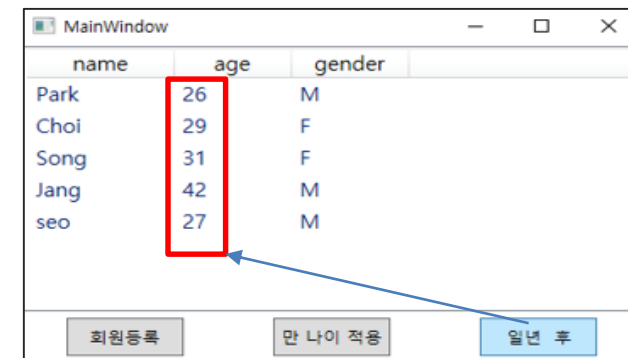 MainWindow
name age gender
Park 26 M
Choi 29 F
Song 31 F
Jang 42 M
seo 27 M
회원등록 만 나이 적용 일년 후